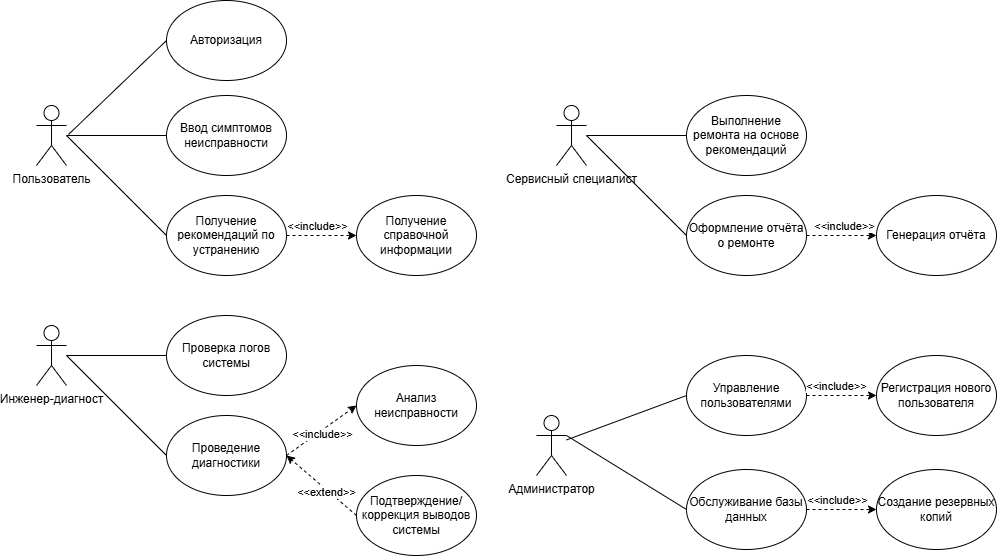 Авторизация
Ввод симптомов
неисправности
Пользователь
Получение
рекомендаций по
устранению
<<include>>
Получение
справочной
информации
Выполнение
ремонта на основе
рекомендаций
Сервисный специалист
Оформление отчёта
о ремонте
<<include>>
Генерация отчёта
Проверка логов
системы
Инженер-диагност
Проведение
диагностики
<<include>>
Анализ
неисправности
<<extend>>
Подтверждение/
коррекция выводов
системы
Управление
пользователями
<<include>>
Регистрация нового
пользователя
Администратор
Обслуживание базы
данных
<<include>>
Создание резервных
копий